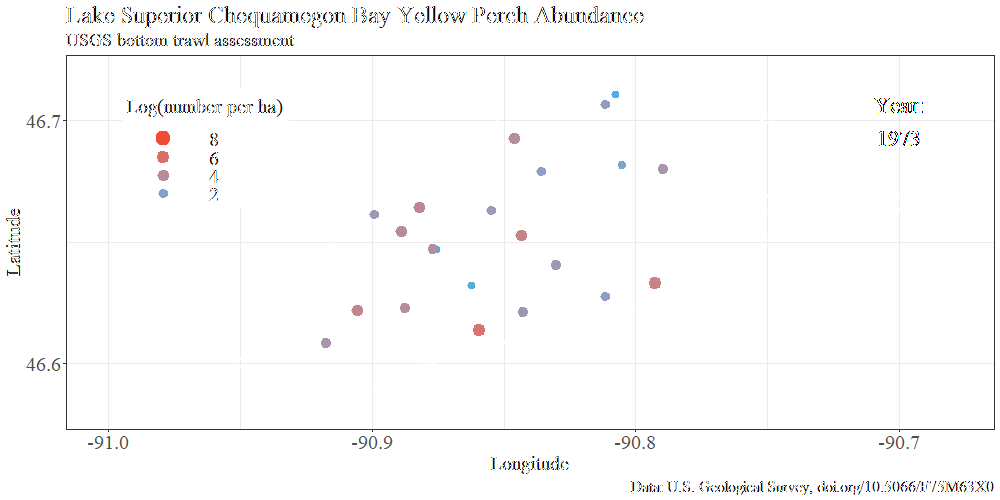 Lake Superior Chequamegon Bay Yellow Perch Abundance
USGS bottom trawl assessment
Log(number per ha)
8
6
4
2
Year:
1973
46.7
46.6
Latitude
-91.0 -90.9 -90.8 -90.7
Longitude
Data: U.S. Geological Survey, doi.org/10.5066/F75M63X0